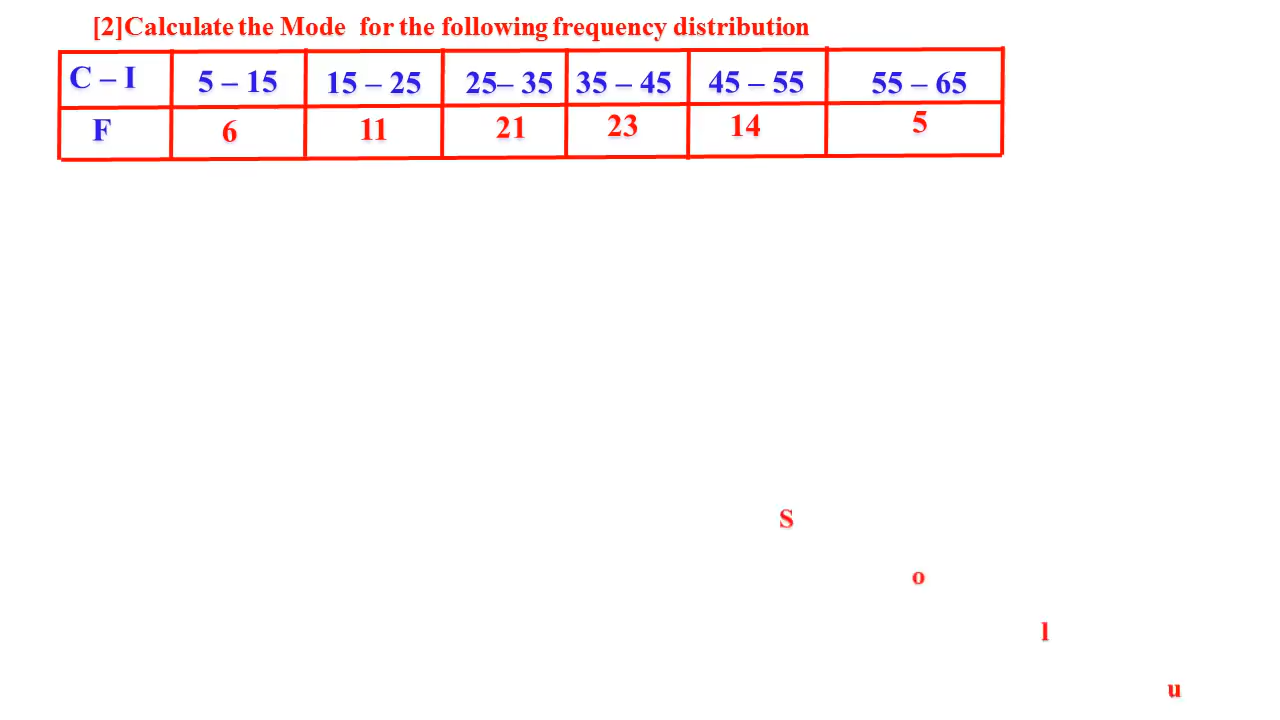 [2]Calculate the Mode for the following frequency distribution
C – I 5 – 15 15 – 25 25– 35 35 – 45 45 – 55 55 – 65
F 6 11 21 23 14 5
S
o
l
u